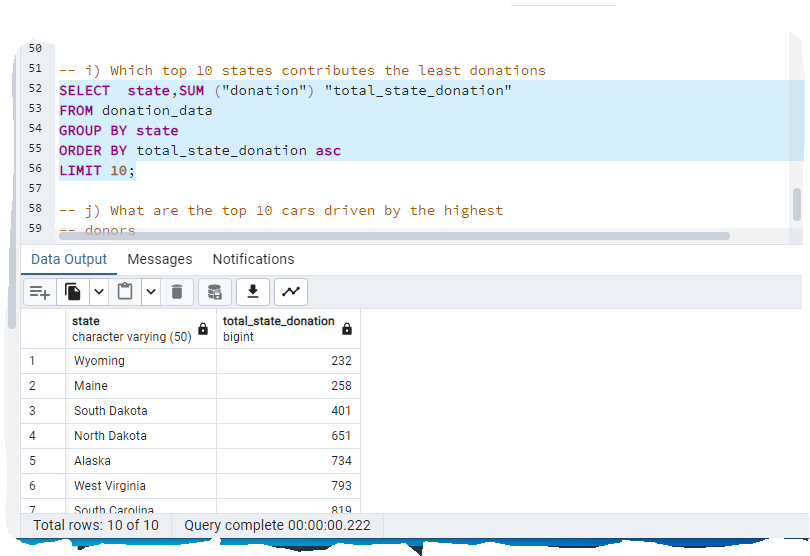 50
51 -- i) Which top 10 states contributes the least donations
52 SELECT  state,SUM ("donation") "total_state_donation"
53 FROM donation_data
54 GROUP BY state
55 ORDER BY total_state_donation asc
56 LIMIT 10;
57
58 -- j) What are the top 10 cars driven by the highest
59 -- donors
Data Output Messages Notifications
state total_state_donation
character varying (50) bigint
1 Wyoming 232
2 Maine 258
3 South Dakota 401
4 North Dakota 651
5 Alaska 734
6 West Virginia 793
7 South Carolina 819
Total rows: 10 of 10 Query complete 00:00:00.222